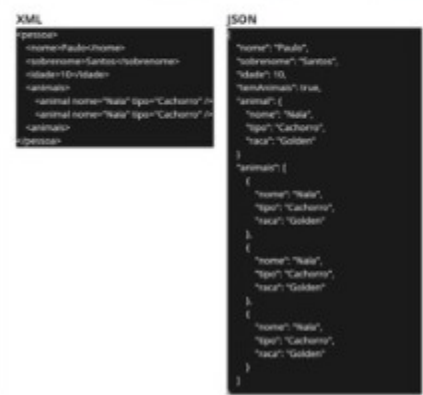 XML
<pessoa>
<nome>Paulo</nome>
<sobrenome>Santos</sobrenome>
<idade>10</idade>
<animais>
<animal nome="Nala" tipo="Cachorro" />
<animal nome="Nala" tipo="Cachorro" />
<animais>
</pessoa>
JSON
{
"nome": "Paulo",
"sobrenome": "Santos",
"idade": 10,
"temAnimais": true,
"animal": {
"nome": "Nala",
"tipo": "Cachorro",
"raca": "Golden"
}
"animais": [
{
"nome": "Nala",
"tipo": "Cachorro",
"raca": "Golden"
},
{
"nome": "Nala",
"tipo": "Cachorro",
"raca": "Golden"
},
{
"nome": "Nala",
"tipo": "Cachorro",
"raca": "Golden"
}
]